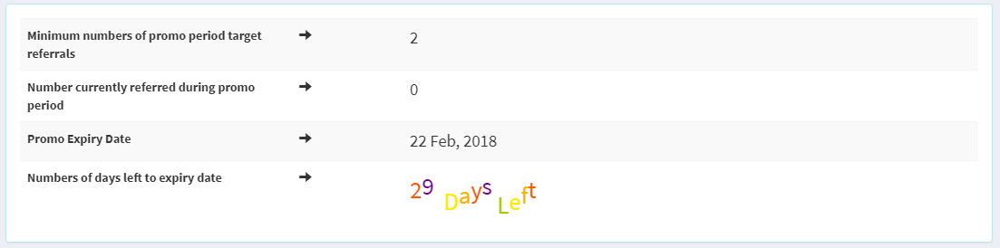 Minimum numbers of promo period target
referrals
2
Number currently referred during promo
period
0
Promo Expiry Date
22 Feb, 2018
Numbers of days left to expiry date
29 Days Left